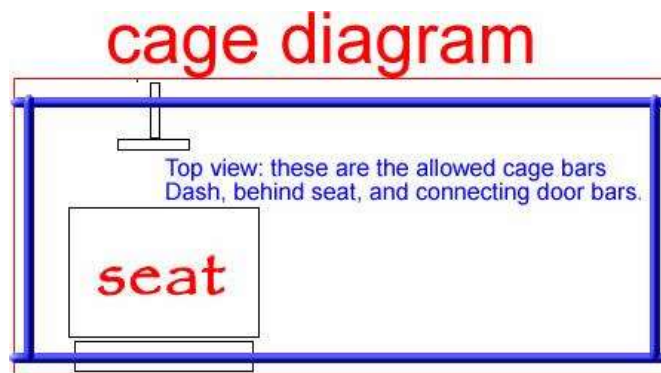 cage diagram
Top view: these are the allowed cage bars
Dash, behind seat, and connecting door bars.
seat